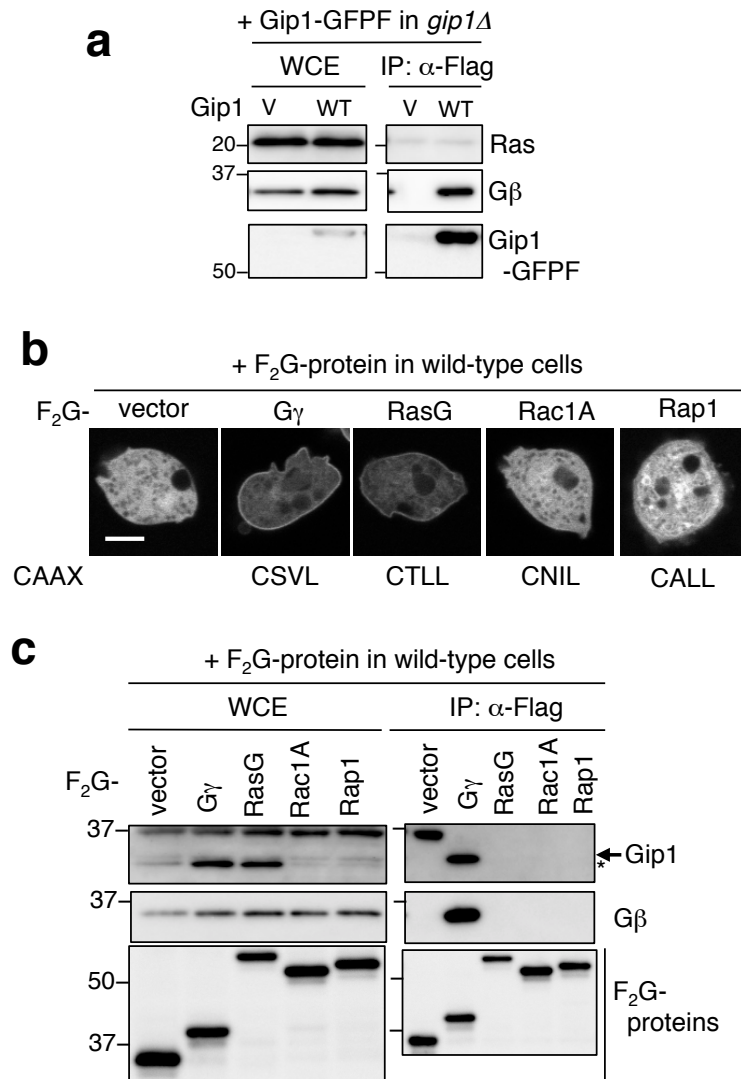 a
+ Gip1-GFPF in gip1Δ
WCE IP: α-Flag
Gip1 V WT V WT
20 Ras
37
Gβ
Gip1
-GFPF
50
b
+ F₂G-protein in wild-type cells
F₂G- vector Gγ RasG Rac1A Rap1
CAAX CSVL CTLL CNIL CALL
c
+ F₂G-protein in wild-type cells
WCE IP: α-Flag
F₂G- vector Gγ RasG Rac1A Rap1 vector Gγ RasG Rac1A Rap1
37
Gip1
*
37
Gβ
50
F₂G-
proteins
37